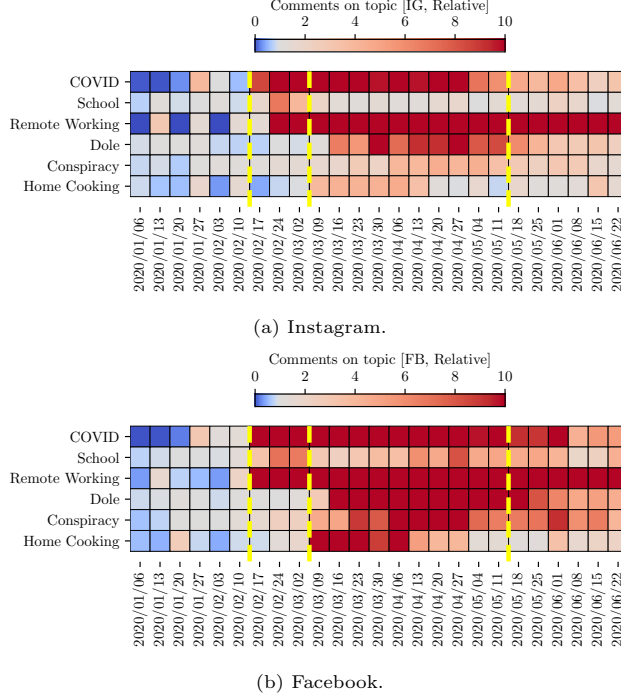 Comments on topic [IG, Relative]
0 2 4 6 8 10
COVID
School
Remote Working
Dole
Conspiracy
Home Cooking
2020/01/06 2020/01/13 2020/01/20 2020/01/27 2020/02/03 2020/02/10 2020/02/17 2020/02/24 2020/03/02 2020/03/09 2020/03/16 2020/03/23 2020/03/30 2020/04/06 2020/04/13 2020/04/20 2020/04/27 2020/05/04 2020/05/11 2020/05/18 2020/05/25 2020/06/01 2020/06/08 2020/06/15 2020/06/22
(a) Instagram.
Comments on topic [FB, Relative]
0 2 4 6 8 10
COVID
School
Remote Working
Dole
Conspiracy
Home Cooking
2020/01/06 2020/01/13 2020/01/20 2020/01/27 2020/02/03 2020/02/10 2020/02/17 2020/02/24 2020/03/02 2020/03/09 2020/03/16 2020/03/23 2020/03/30 2020/04/06 2020/04/13 2020/04/20 2020/04/27 2020/05/04 2020/05/11 2020/05/18 2020/05/25 2020/06/01 2020/06/08 2020/06/15 2020/06/22
(b) Facebook.